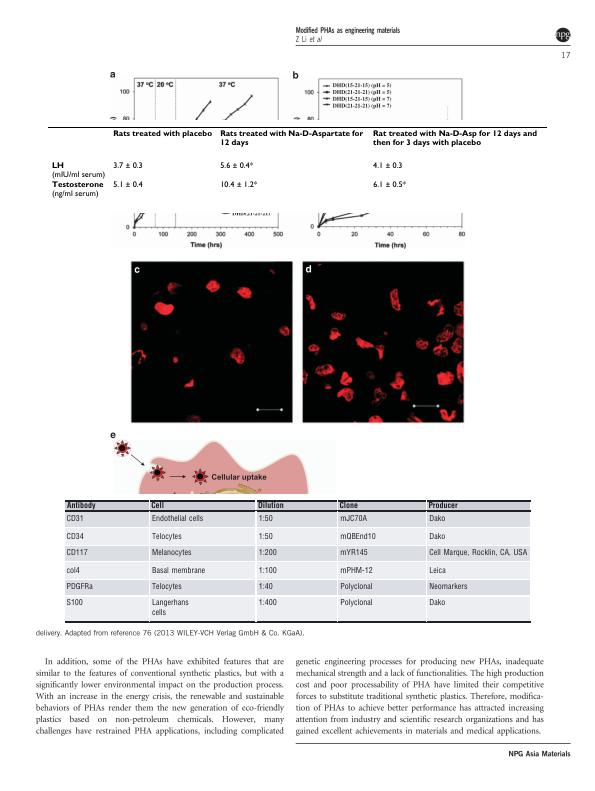 Modified PHAs as engineering materials
Z Li et al
npg
17
a
b
37 ºC 20 ºC 37 ºC
100
80
DHD(15-21-15) (pH = 5)
DHD(21-21-21) (pH = 5)
DHD(15-21-15) (pH = 7)
DHD(21-21-21) (pH = 7)
100
80
Rats treated with placebo Rats treated with Na-D-Aspartate for 12 days Rat treated with Na-D-Asp for 12 days and then for 3 days with placebo
LH (mIU/ml serum) 3.7 ± 0.3 5.6 ± 0.4* 4.1 ± 0.3
Testosterone (ng/ml serum) 5.1 ± 0.4 10.4 ± 1.2* 6.1 ± 0.5*
DHD(21-21-21)
0
0 100 200 300 400 500
Time (hrs)
0
0 20 40 60 80
Time (hrs)
c
d
e
Cellular uptake
Antibody Cell Dilution Clone Producer
CD31 Endothelial cells 1:50 mJC70A Dako
CD34 Telocytes 1:50 mQBEnd10 Dako
CD117 Melanocytes 1:200 mYR145 Cell Marque, Rocklin, CA, USA
col4 Basal membrane 1:100 mPHM-12 Leica
PDGFRa Telocytes 1:40 Polyclonal Neomarkers
S100 Langerhans cells 1:400 Polyclonal Dako
delivery. Adapted from reference 76 (2013 WILEY-VCH Verlag GmbH & Co. KGaA).
In addition, some of the PHAs have exhibited features that are
similar to the features of conventional synthetic plastics, but with a
significantly lower environmental impact on the production process.
With an increase in the energy crisis, the renewable and sustainable
behaviors of PHAs render them the new generation of eco-friendly
plastics based on non-petroleum chemicals. However, many
challenges have restrained PHA applications, including complicated
genetic engineering processes for producing new PHAs, inadequate
mechanical strength and a lack of functionalities. The high production
cost and poor processability of PHA have limited their competitive
forces to substitute traditional synthetic plastics. Therefore, modifica-
tion of PHAs to achieve better performance has attracted increasing
attention from industry and scientific research organizations and has
gained excellent achievements in materials and medical applications.
NPG Asia Materials